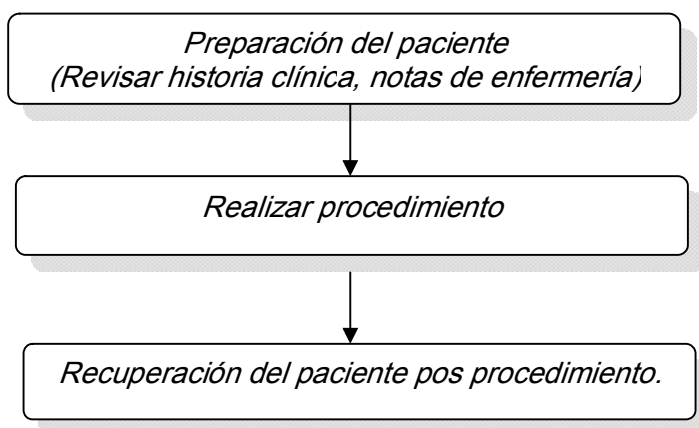 Preparación del paciente
(Revisar historia clínica, notas de enfermería)
Realizar procedimiento
Recuperación del paciente pos procedimiento.